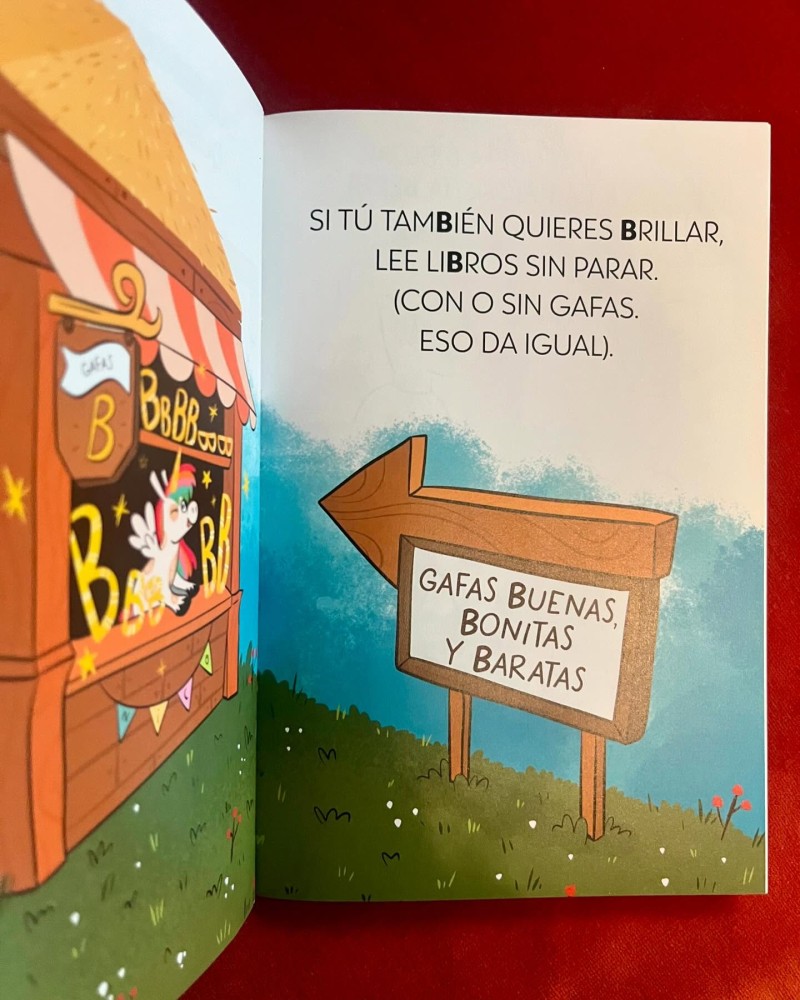 GAFAS
B
BBBBBB
B B B B B
N I C O
SI TÚ TAMBIÉN QUIERES BRILLAR,
LEE LIBROS SIN PARAR.
(CON O SIN GAFAS.
ESO DA IGUAL).
GAFAS BUENAS,
BONITAS
Y BARATAS